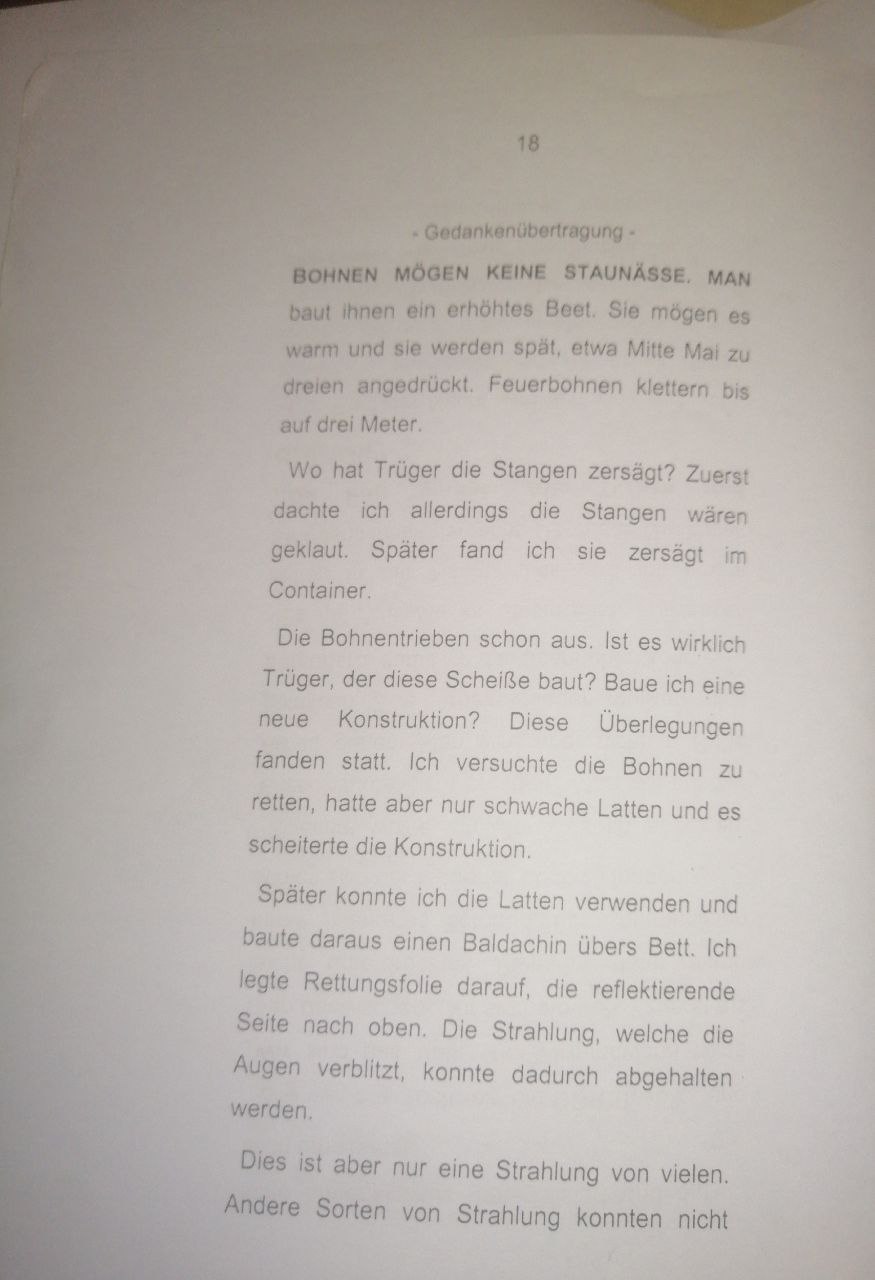 18
- Gedankenübertragung -
BOHNEN MÖGEN KEINE STAUNÄSSE. MAN
baut ihnen ein erhöhtes Beet. Sie mögen es
warm und sie werden spät, etwa Mitte Mai zu
dreien angedrückt. Feuerbohnen klettern bis
auf drei Meter.
Wo hat Trüger die Stangen zersägt? Zuerst
dachte ich allerdings die Stangen wären
geklaut. Später fand ich sie zersägt im
Container.
Die Bohnentrieben schon aus. Ist es wirklich
Trüger, der diese Scheiße baut? Baue ich eine
neue Konstruktion? Diese Überlegungen
fanden statt. Ich versuchte die Bohnen zu
retten, hatte aber nur schwache Latten und es
scheiterte die Konstruktion.
Später konnte ich die Latten verwenden und
baute daraus einen Baldachin übers Bett. Ich
legte Rettungsfolie darauf, die reflektierende
Seite nach oben. Die Strahlung, welche die
Augen verblitzt, konnte dadurch abgehalten
werden.
Dies ist aber nur eine Strahlung von vielen.
Andere Sorten von Strahlung konnten nicht